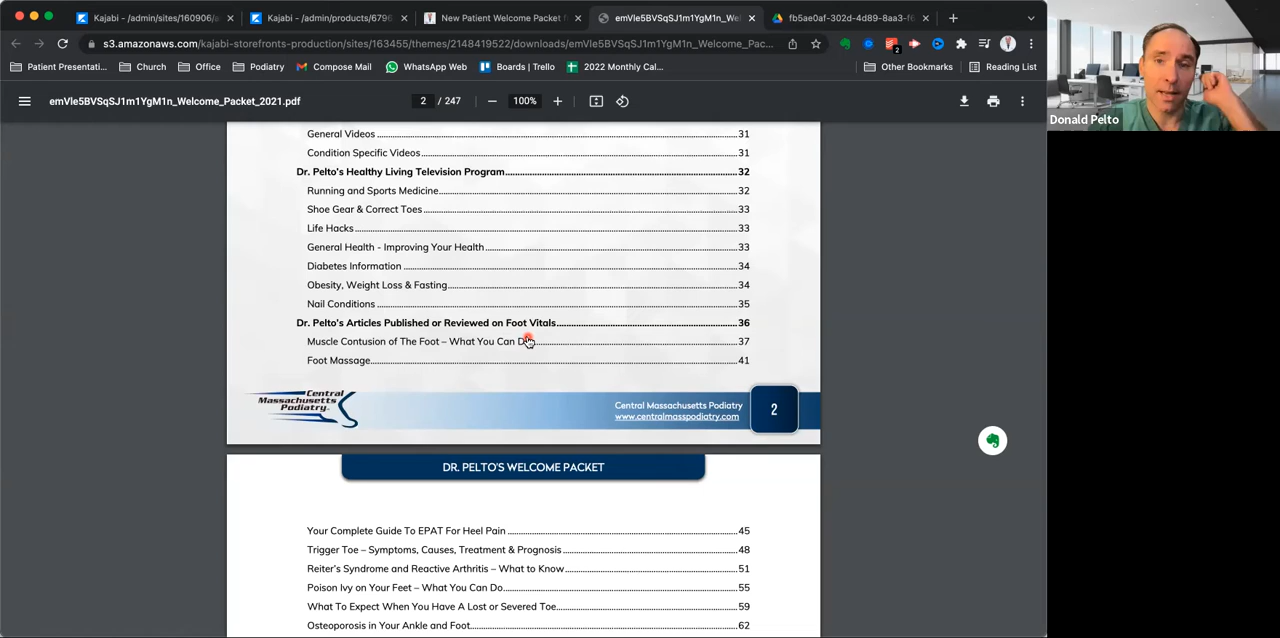 Kajabi - /admin/sites/160906/a
Kajabi - /admin/products/6796
New Patient Welcome Packet f
emVle5BVSqSJ1m1YgM1n_Wel
fb5ae0af-302d-4d89-8aa3-f6
s3.amazonaws.com/kajabi-storefronts-production/sites/163455/themes/2148419522/downloads/emVle5BVSqSJ1m1YgM1n_Welcome_Pac...
2
Patient Presentati...
Church
Office
Podiatry
Compose Mail
WhatsApp Web
Boards | Trello
2022 Monthly Cal...
Other Bookmarks
Reading List
emVle5BVSqSJ1m1YgM1n_Welcome_Packet_2021.pdf
2 / 247
100%
Donald Pelto
General Videos 31
Condition Specific Videos 31
Dr. Pelto's Healthy Living Television Program 32
Running and Sports Medicine 32
Shoe Gear & Correct Toes 33
Life Hacks 33
General Health - Improving Your Health 33
Diabetes Information 34
Obesity, Weight Loss & Fasting 34
Nail Conditions 35
Dr. Pelto's Articles Published or Reviewed on Foot Vitals 36
Muscle Contusion of The Foot – What You Can 37
Foot Massage 41
Central
Massachusetts
Podiatry
Central Massachusetts Podiatry
www.centralmasspodiatry.com
2
DR. PELTO'S WELCOME PACKET
Your Complete Guide To EPAT For Heel Pain 45
Trigger Toe – Symptoms, Causes, Treatment & Prognosis 48
Reiter's Syndrome and Reactive Arthritis – What to Know 51
Poison Ivy on Your Feet – What You Can Do 55
What To Expect When You Have A Lost or Severed Toe 59
Osteoporosis in Your Ankle and Foot 62